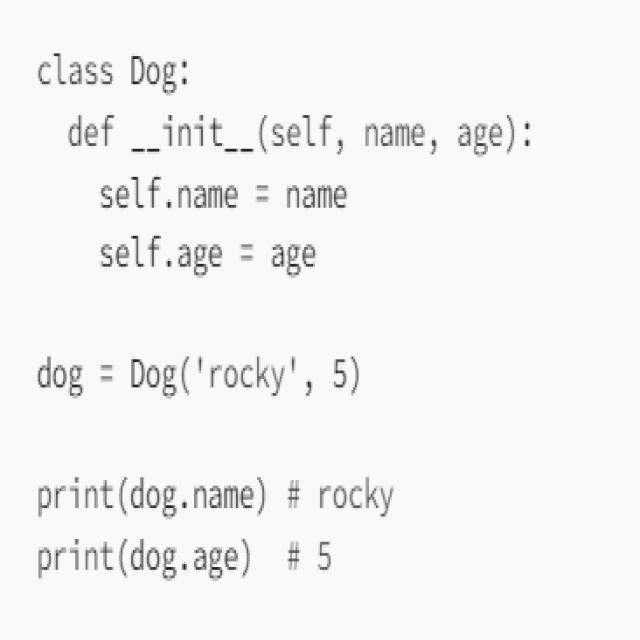 class Dog:
  def __init__(self, name, age):
    self.name = name
    self.age = age

dog = Dog('rocky', 5)

print(dog.name) # rocky
print(dog.age)  # 5